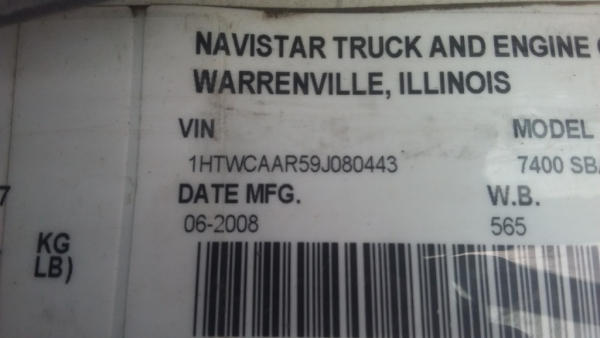 NAVISTAR TRUCK AND ENGINE
WARRENVILLE, ILLINOIS
VIN MODEL
1HTWCAAR59J080443 7400 SBA
DATE MFG. W.B.
06-2008 565
KG
LB)